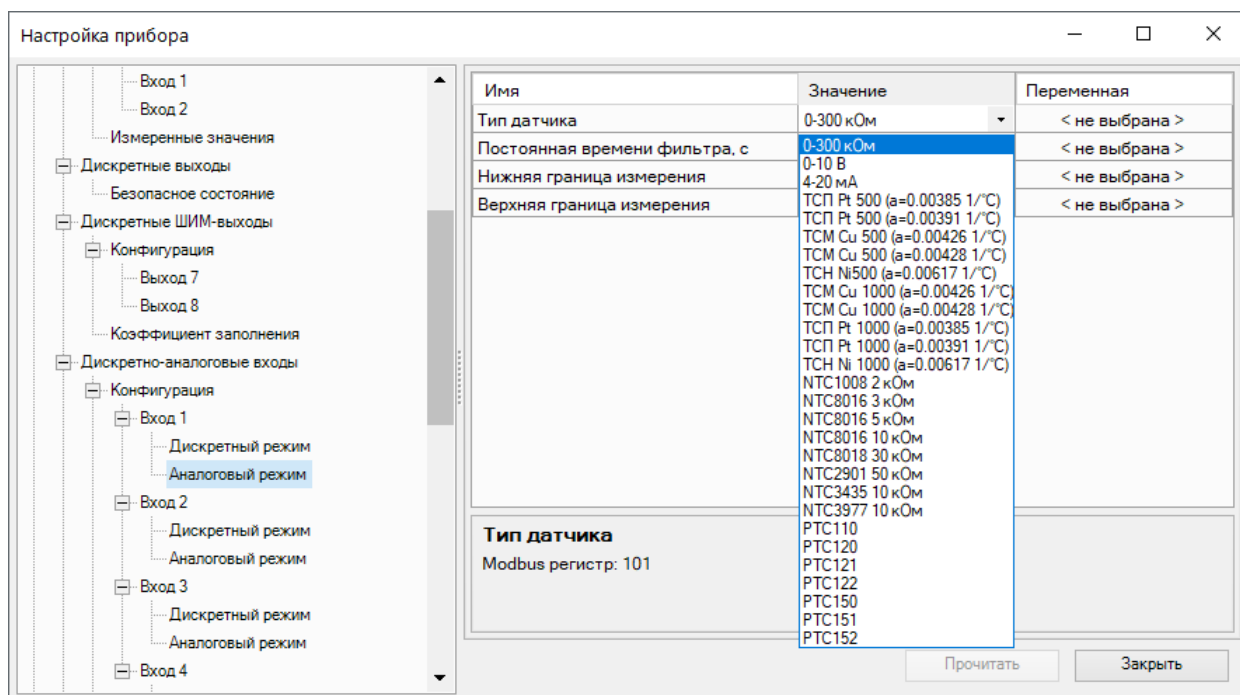 Настройка прибора
Вход 1
Вход 2
Измеренные значения
Дискретные выходы
Безопасное состояние
Дискретные ШИМ-выходы
Конфигурация
Выход 7
Выход 8
Коэффициент заполнения
Дискретно-аналоговые входы
Конфигурация
Вход 1
Дискретный режим
Аналоговый режим
Вход 2
Дискретный режим
Аналоговый режим
Вход 3
Дискретный режим
Аналоговый режим
Вход 4
Имя Значение Переменная
Тип датчика 0-300 кОм < не выбрана >
Постоянная времени фильтра, с < не выбрана >
Нижняя граница измерения < не выбрана >
Верхняя граница измерения < не выбрана >
0-300 кОм
0-10 В
4-20 мА
ТСП Pt 500 (a=0.00385 1/°C)
ТСП Pt 500 (a=0.00391 1/°C)
ТСМ Cu 500 (a=0.00426 1/°C)
ТСМ Cu 500 (a=0.00428 1/°C)
ТСН Ni500 (a=0.00617 1/°C)
ТСМ Cu 1000 (a=0.00426 1/°C)
ТСМ Cu 1000 (a=0.00428 1/°C)
ТСП Pt 1000 (a=0.00385 1/°C)
ТСП Pt 1000 (a=0.00391 1/°C)
ТСН Ni 1000 (a=0.00617 1/°C)
NTC1008 2 кОм
NTC8016 3 кОм
NTC8016 5 кОм
NTC8016 10 кОм
NTC8018 30 кОм
NTC2901 50 кОм
NTC3435 10 кОм
NTC3977 10 кОм
PTC110
PTC120
PTC121
PTC122
PTC150
PTC151
PTC152
Тип датчика
Modbus регистр: 101
Прочитать
Закрыть